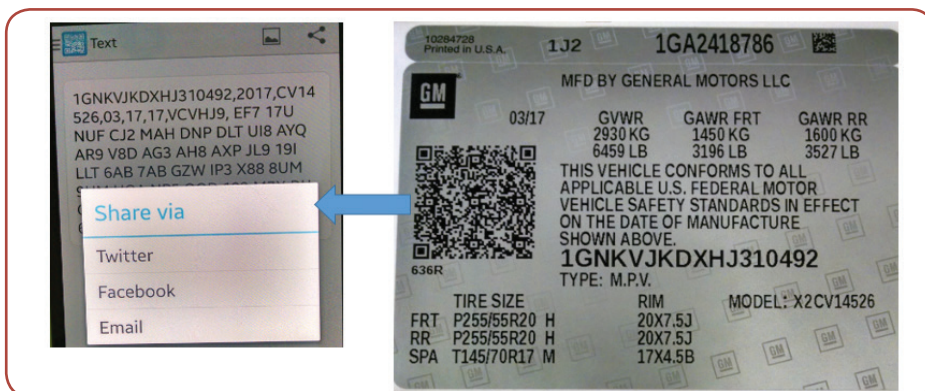 Text
1GNKVJKDXHJ310492,2017,CV14
526,03,17,17,VCVHJ9, EF7 17U
NUF CJ2 MAH DNP DLT UI8 AYQ
AR9 V8D AG3 AH8 AXP JL9 19I
LLT 6AB 7AB GZW IP3 X88 8UM
Share via
Twitter
Facebook
Email
10284728
Printed in U.S.A.
1J2
1GA2418786
GM
MFD BY GENERAL MOTORS LLC
03/17 GVWR GAWR FRT GAWR RR
2930 KG 1450 KG 1600 KG
6459 LB 3196 LB 3527 LB
THIS VEHICLE CONFORMS TO ALL
APPLICABLE U.S. FEDERAL MOTOR
VEHICLE SAFETY STANDARDS IN EFFECT
ON THE DATE OF MANUFACTURE
SHOWN ABOVE.
1GNKVJKDXHJ310492
636R
TYPE: M.P.V.
TIRE SIZE RIM MODEL: X2CV14526
FRT P255/55R20 H 20X7.5J
RR P255/55R20 H 20X7.5J
SPA T145/70R17 M 17X4.5B